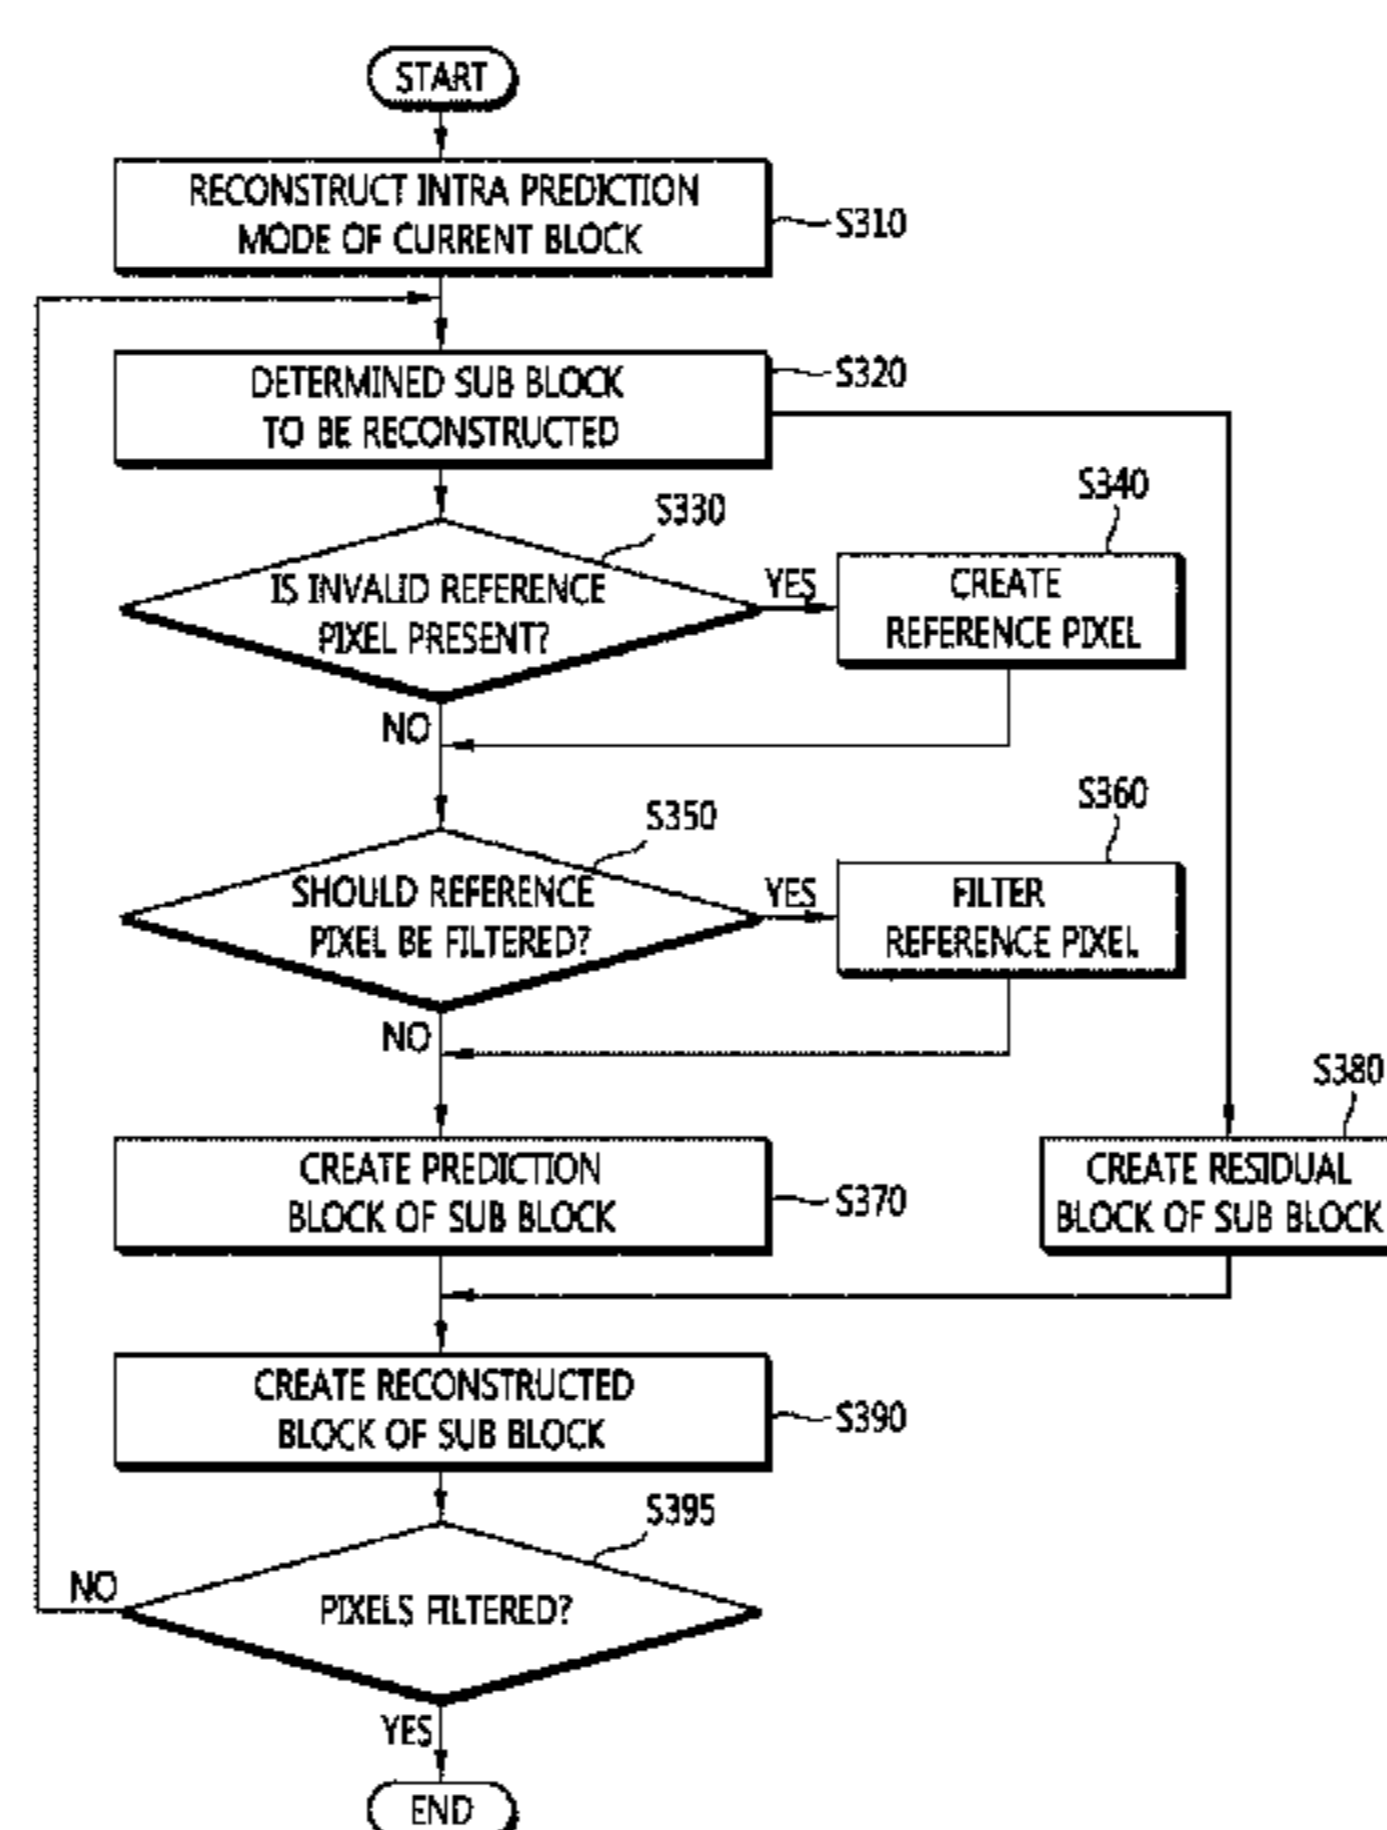 START
RECONSTRUCT INTRA PREDICTION
MODE OF CURRENT BLOCK
S310
DETERMINED SUB BLOCK
TO BE RECONSTRUCTED
S320
S330
IS INVALID REFERENCE
PIXEL PRESENT?
YES
S340
CREATE
REFERENCE PIXEL
NO
S350
SHOULD REFERENCE
PIXEL BE FILTERED?
YES
S360
FILTER
REFERENCE PIXEL
NO
CREATE PREDICTION
BLOCK OF SUB BLOCK
S370
S380
CREATE RESIDUAL
BLOCK OF SUB BLOCK
CREATE RECONSTRUCTED
BLOCK OF SUB BLOCK
S390
S395
PIXELS FILTERED?
NO
YES
END